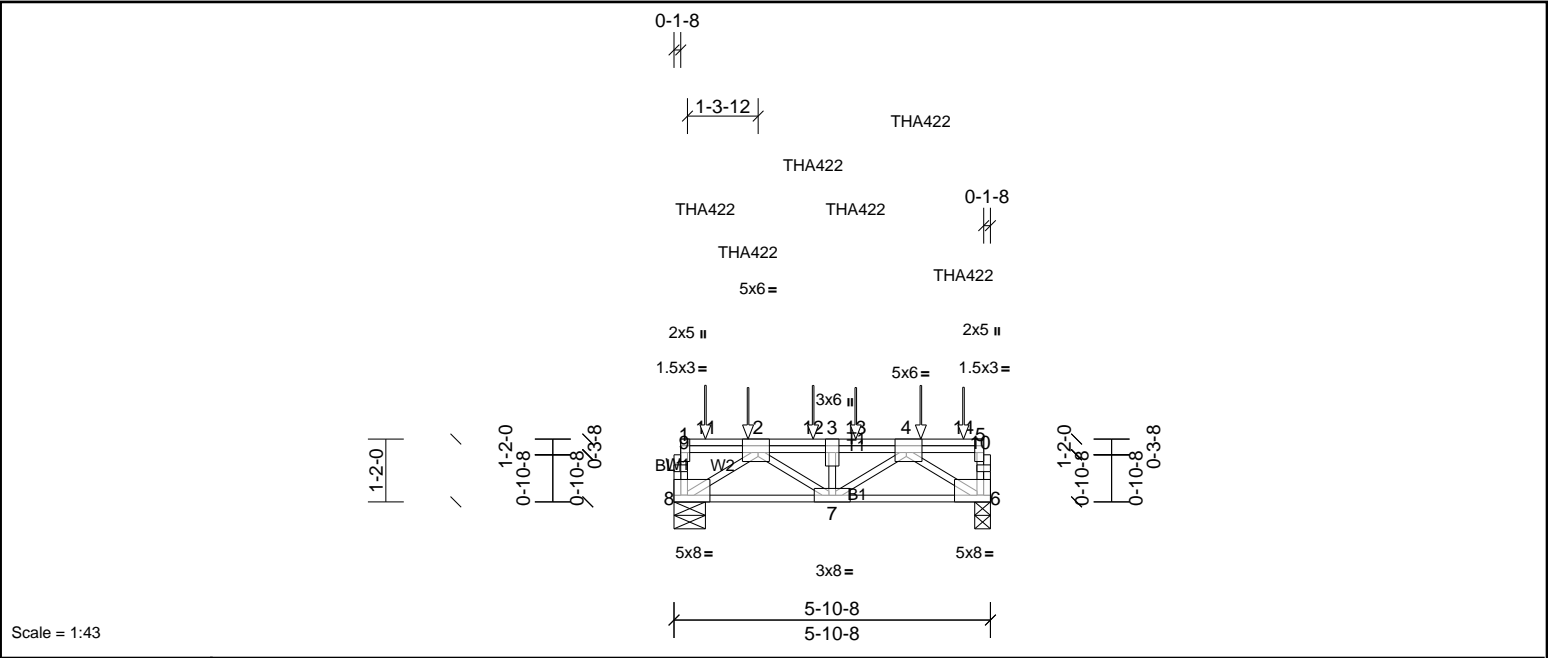 0-1-8
1-3-12
THA422
THA422
0-1-8
THA422
THA422
THA422
THA422
5x6 =
2x5 II
2x5 II
1.5x3 =
5x6 =
1.5x3 =
3x6 II
1
11
2
12
3
13
4
14
5
9
T1
10
1-2-0
1-2-0
0-10-8
0-10-8
0-3-8
BL1
W1
W2
B1
1-2-0
0-10-8
0-10-8
0-3-8
8
7
6
5x8 =
5x8 =
3x8 =
5-10-8
5-10-8
Scale = 1:43